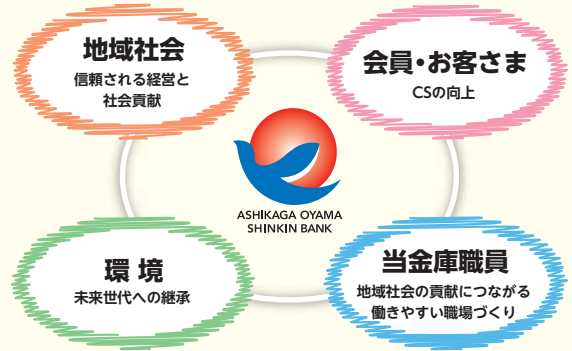 地域社会
信頼される経営と
社会貢献
会員・お客さま
CSの向上
ASHIKAGA OYAMA
SHINKIN BANK
環 境
未来世代への継承
当金庫職員
地域社会の貢献につながる
働きやすい職場づくり